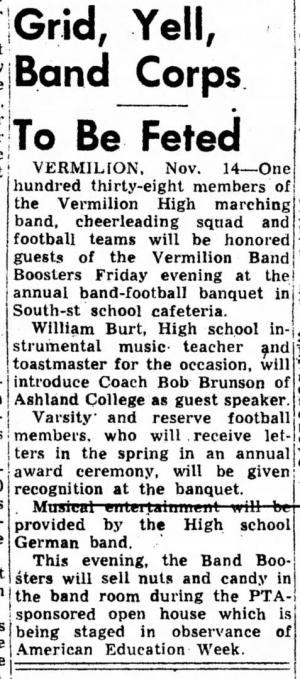 Grid, Yell,
Band Corps
To Be Feted
VERMILION, Nov. 14—One
hundred thirty-eight members of
the Vermilion High marching
band, cheerleading squad and
football teams will be honored
guests of the Vermilion Band
Boosters Friday evening at the
annual band-football banquet in
South-st school cafeteria.
William Burt, High school in-
strumental music teacher and
toastmaster for the occasion, will
introduce Coach Bob Brunson of
Ashland College as guest speaker.
Varsity and reserve football
members, who will receive let-
ters in the spring in an annual
award ceremony, will be given
recognition at the banquet.
Musical entertainment will be
provided by the High school
German band.
This evening, the Band Boo-
sters will sell nuts and candy in
the band room during the PTA-
sponsored open house which is
being staged in observance of
American Education Week.